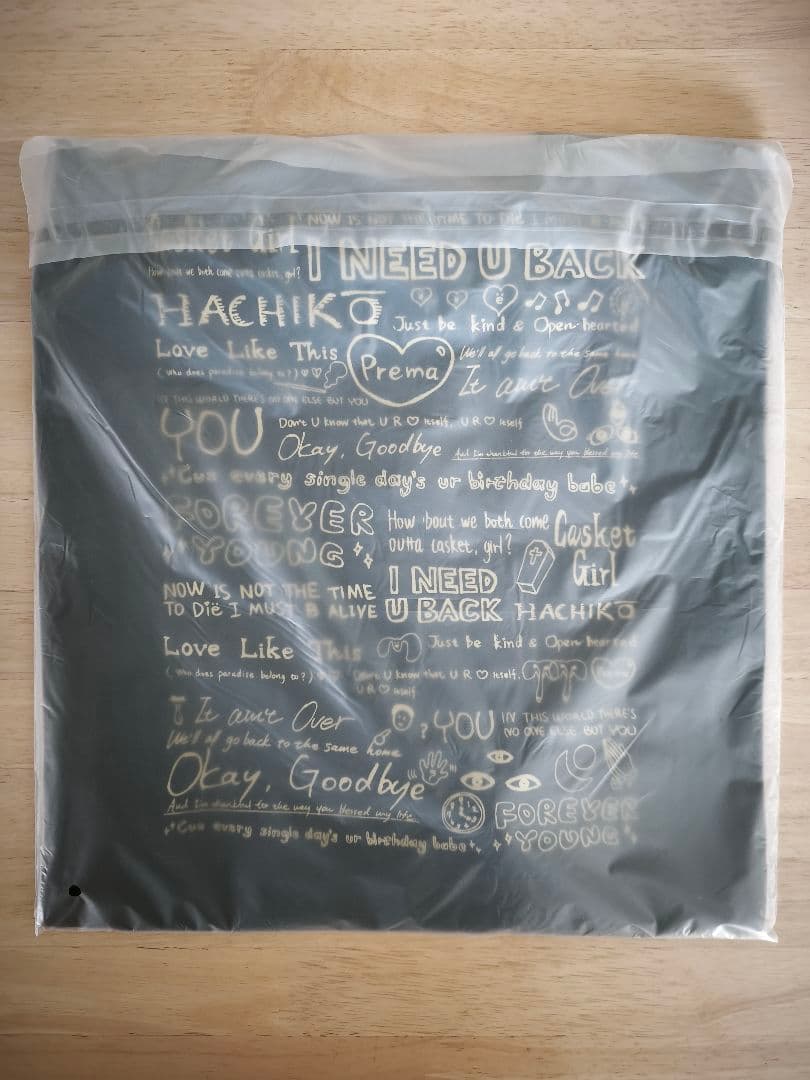 NOW IS NOT THE TIME TO DIE I MUST B
Casket Girl I NEED U BACK
How 'bout we both come outta casket, girl?
HACHIKŌ
Just be kind & Open hearted
Love Like This Prema We'll all go back to the same home
(Who does paradise belong to?) It ain't Over
IN THIS WORLD THERE'S NO ONE ELSE BUT YOU
YOU Don't U know that U R ♡ itself, U R ♡ itself
Okay, Goodbye And I'm thankful for the way you blessed my life
'Cuz every single day's ur birthday babe
FOREVER YOUNG
How 'bout we both come outta casket, girl?
Casket Girl
NOW IS NOT THE TIME
TO DiE I MUST B ALIVE
I NEED
U BACK HACHIKŌ
Love Like This Just be kind & Open hearted
(Who does paradise belong to?) Don't U know that U R ♡ itself.
U R ♡ itself
Prema
It ain't Over ? YOU IN THIS WORLD THERE'S
NO ONE ELSE BUT YOU
We'll all go back to the same home
Okay, Goodbye
And I'm thankful for the way you blessed my life.
FOREVER
YOUNG
'Cuz every single day's ur birthday babe